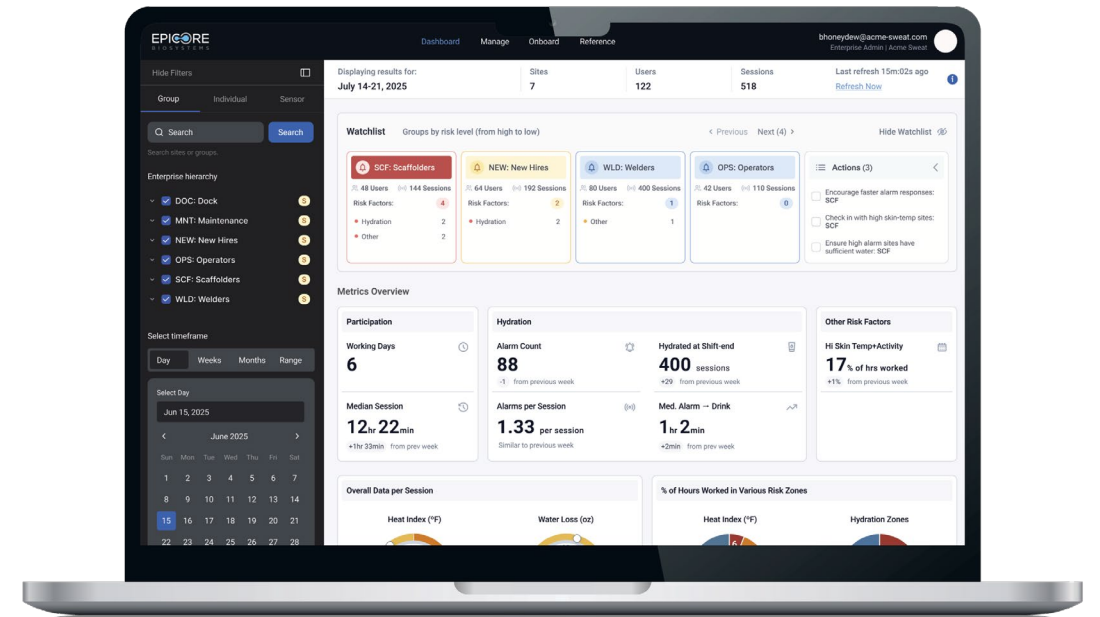 EPICORE
BIOSYSTEMS
Dashboard Manage Onboard Reference
bhoneydew@acme-sweat.com
Enterprise Admin | Acme Sweat
Hide Filters
Group Individual Sensor
Search Search
Search sites or groups.
Enterprise hierarchy
DOC: Dock S
MNT: Maintenance S
NEW: New Hires S
OPS: Operators S
SCF: Scaffolders S
WLD: Welders S
Select timeframe
Day Weeks Months Range
Select Day
Jun 15, 2025
June 2025
Sun Mon Tue Wed Thu Fri Sat
1 2 3 4 5 6 7
8 9 10 11 12 13 14
15 16 17 18 19 20 21
22 23 24 25 26 27 28
Displaying results for:
July 14-21, 2025
Sites
7
Users
122
Sessions
518
Last refresh 15m:02s ago
Refresh Now
Watchlist Groups by risk level (from high to low)
< Previous Next (4) >
Hide Watchlist
SCF: Scaffolders
48 Users 144 Sessions
Risk Factors: 4
Hydration 2
Other 2
NEW: New Hires
64 Users 192 Sessions
Risk Factors: 2
Hydration 2
WLD: Welders
80 Users 400 Sessions
Risk Factors: 1
Other 1
OPS: Operators
42 Users 110 Sessions
Risk Factors: 0
Actions (3)
Encourage faster alarm responses:
SCF
Check in with high skin-temp sites:
SCF
Ensure high alarm sites have
sufficient water: SCF
Metrics Overview
Participation
Working Days
6
Median Session
12hr 22min
+1hr 33min from prev week
Hydration
Alarm Count
88
-1 from previous week
Hydrated at Shift-end
400 sessions
+29 from previous week
Alarms per Session
1.33 per session
Similar to previous week
Med. Alarm → Drink
1hr 2min
+2min from prev week
Other Risk Factors
Hi Skin Temp+Activity
17% of hrs worked
+1% from previous week
Overall Data per Session
Heat Index (°F) Water Loss (oz)
% of Hours Worked in Various Risk Zones
Heat Index (°F) Hydration Zones
6